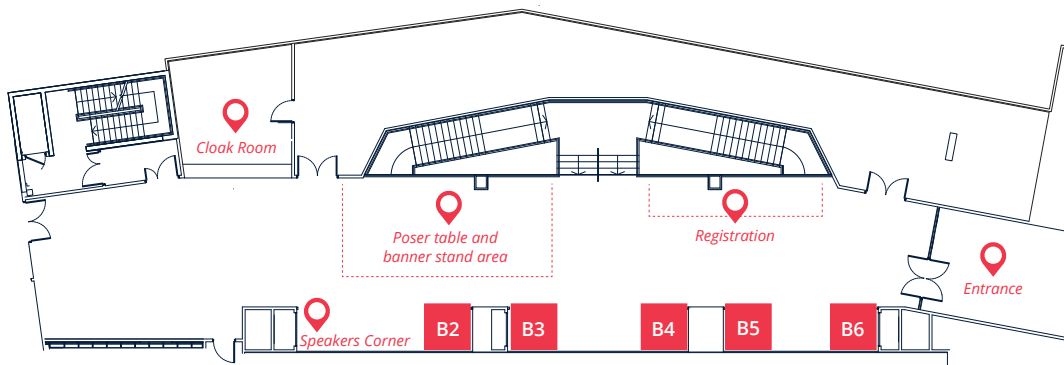 Cloak Room
Poser table and
banner stand area
Registration
Entrance
Speakers Corner
B2
B3
B4
B5
B6